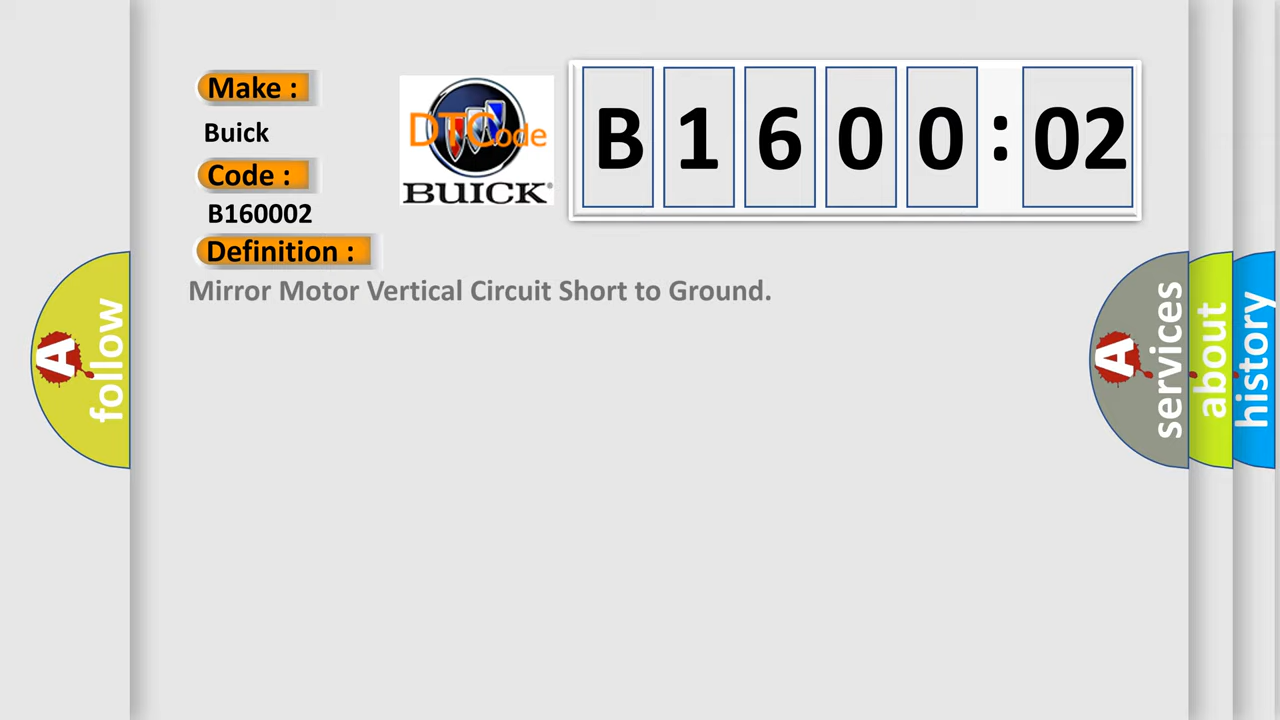 Make :
Buick
Code :
B160002
Definition :
Mirror Motor Vertical Circuit Short to Ground.
DTCode
BUICK®
B 1 6 0 0 : 02
A follow
A services
about
history